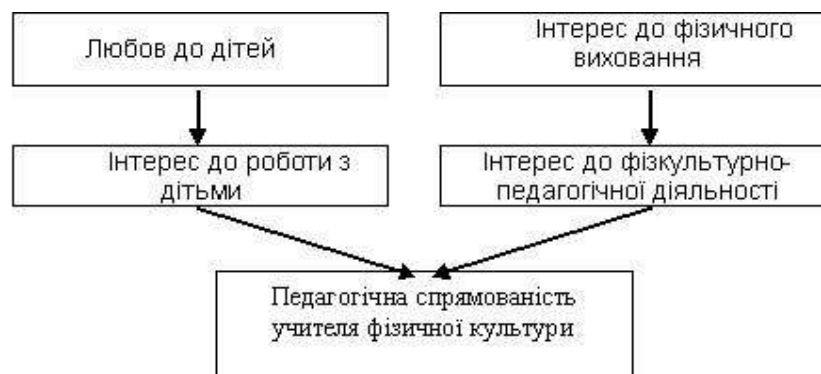 Любов до дітей
Інтерес до фізичного
виховання
Інтерес до роботи з
дітьми
Інтерес до фізкультурно-
педагогічної діяльності
Педагогічна спрямованість
учителя фізичної культури